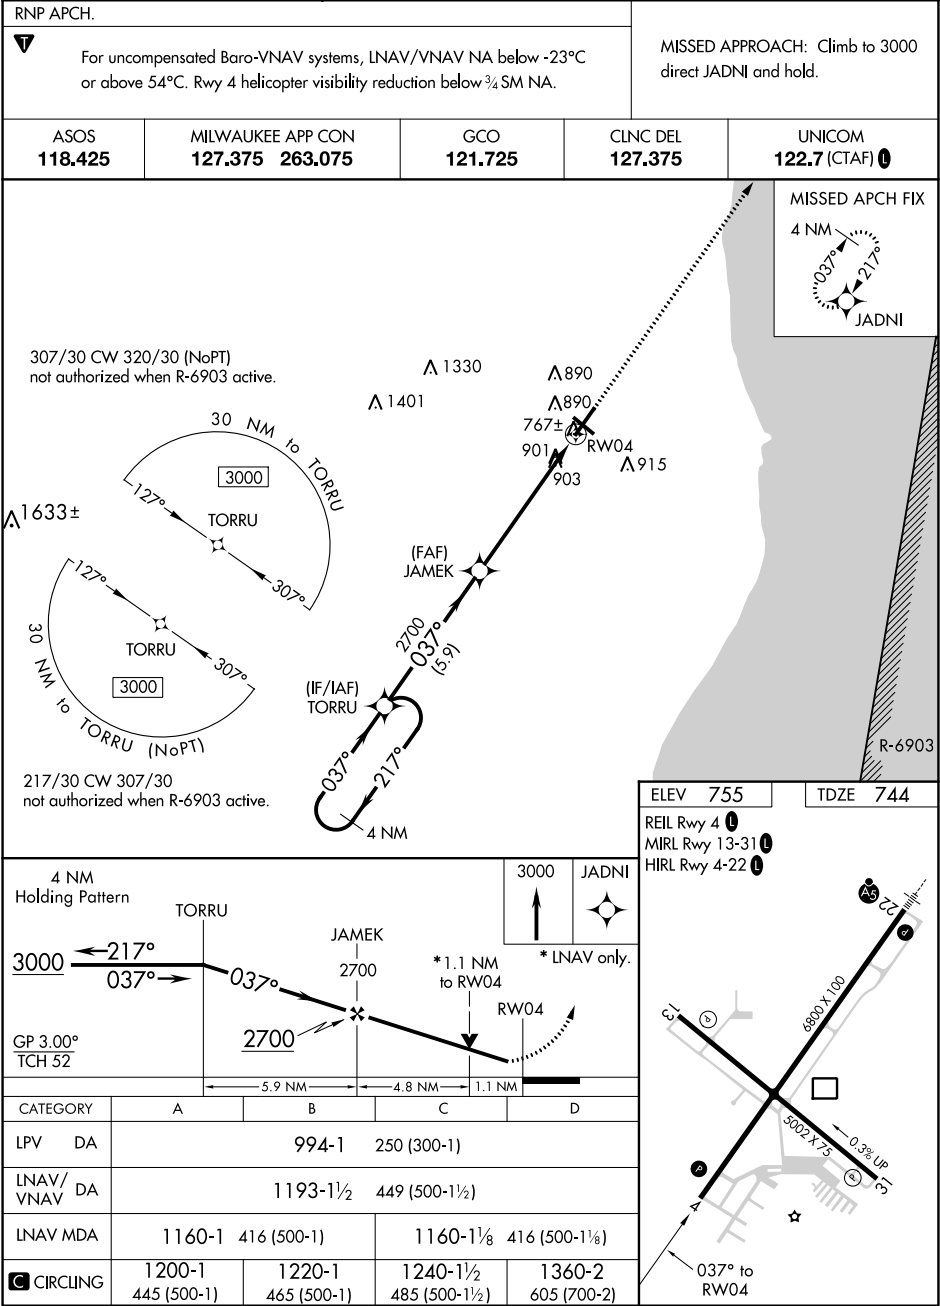 RNP APCH.
T
For uncompensated Baro-VNAV systems, LNAV/VNAV NA below -23°C
or above 54°C. Rwy 4 helicopter visibility reduction below ¾ SM NA.
MISSED APPROACH: Climb to 3000
direct JADNI and hold.
ASOS
118.425
MILWAUKEE APP CON
127.375 263.075
GCO
121.725
CLNC DEL
127.375
UNICOM
122.7 (CTAF) L
MISSED APCH FIX
4 NM
037°
217°
JADNI
307/30 CW 320/30 (NoPT)
not authorized when R-6903 active.
1330
1401
890
890
767±
RW04
901
903
915
30 NM to TORRU
3000
127°
TORRU
307°
1633±
127°
TORRU
307°
3000
30 NM to TORRU (NoPT)
217/30 CW 307/30
not authorized when R-6903 active.
(FAF)
JAMEK
2700
037°
(5.9)
(IF/IAF)
TORRU
037°
217°
4 NM
R-6903
ELEV 755
TDZE 744
REIL Rwy 4 L
MIRL Rwy 13-31 L
HIRL Rwy 4-22 L
A5
22
P
6800 X 100
13
P
5002 X 75
0.3% UP
P
P
31
4
037° to
RW04
4 NM
Holding Pattern
TORRU
JAMEK
2700
3000
JADNI
* LNAV only.
*1.1 NM
to RW04
RW04
3000
217°
037°
037°
2700
GP 3.00°
TCH 52
5.9 NM
4.8 NM
1.1 NM
CATEGORY A B C D
LPV DA 994-1 250 (300-1)
LNAV/
VNAV DA 1193-1½ 449 (500-1½)
LNAV MDA 1160-1 416 (500-1) 1160-1⅛ 416 (500-1⅛)
C CIRCLING 1200-1 1220-1 1240-1½ 1360-2
445 (500-1) 465 (500-1) 485 (500-1½) 605 (700-2)